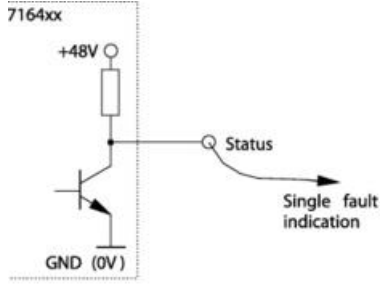 7164xx
+48V
Status
Single fault
indication
GND (0V)